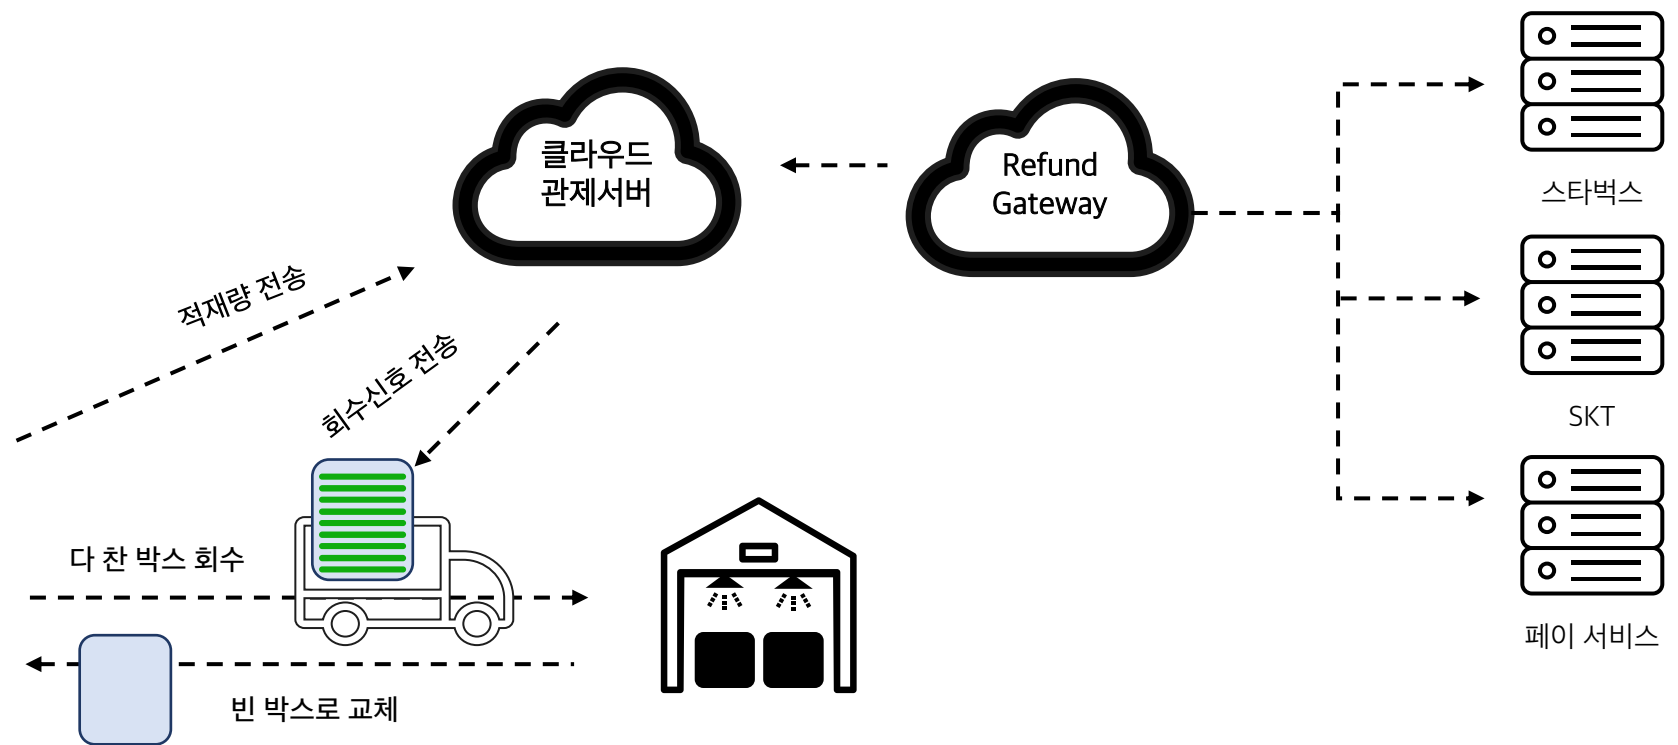 클라우드
관제서버
Refund
Gateway
스타벅스
적재량 전송
회수신호 전송
SKT
다 찬 박스 회수
페이 서비스
빈 박스로 교체